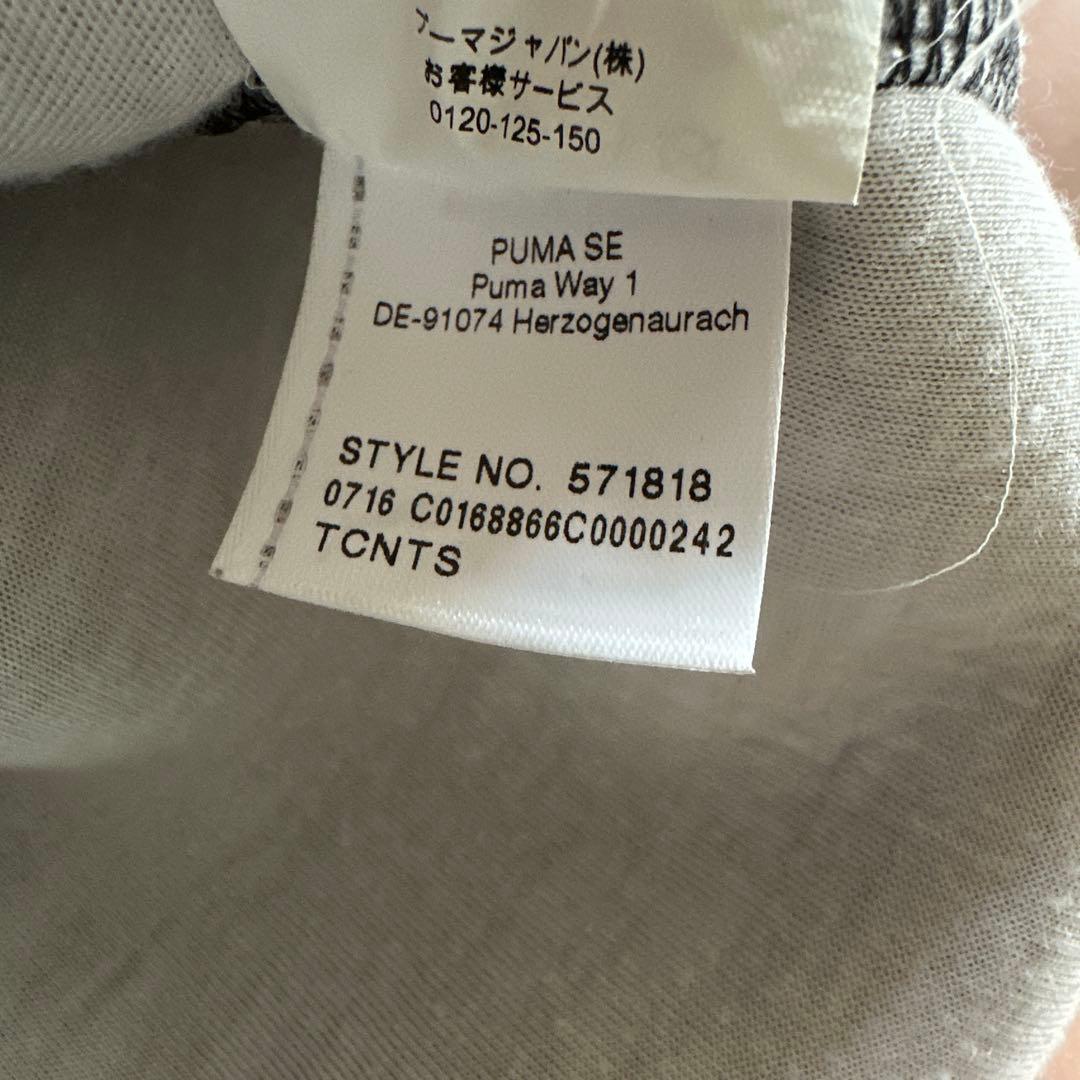 プーマジャパン(株)
お客様サービス
0120-125-150
PUMA SE
Puma Way 1
DE-91074 Herzogenaurach
STYLE NO. 571818
0716 C0168866C0000242
TCNTS